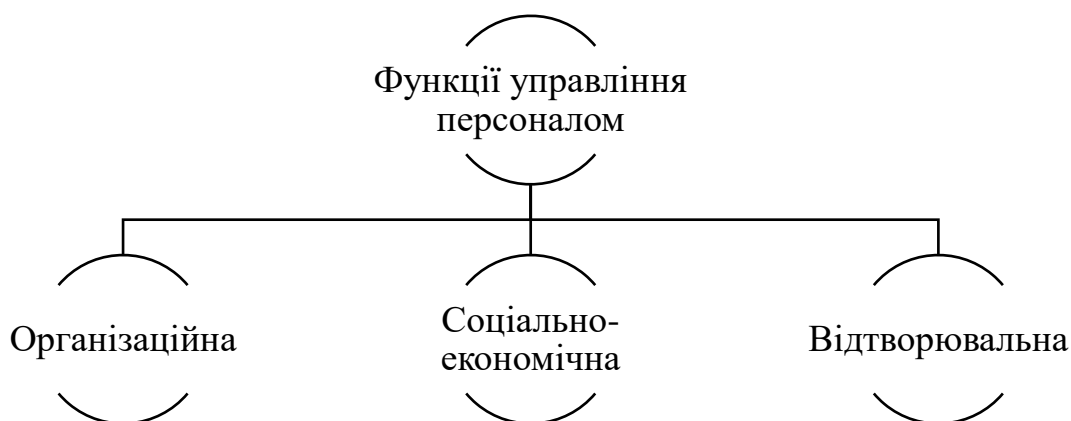 Функції управління
персоналом
Організаційна
Соціально-
економічна
Відтворювальна